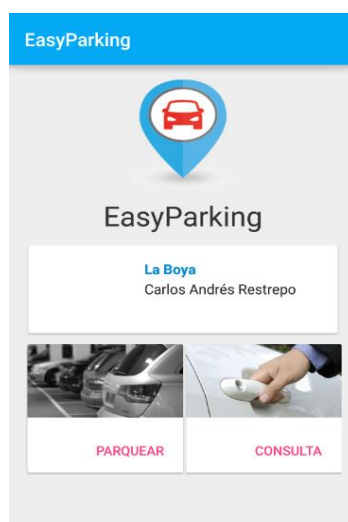 EasyParking
EasyParking
La Boya
Carlos Andrés Restrepo
PARQUEAR
CONSULTA